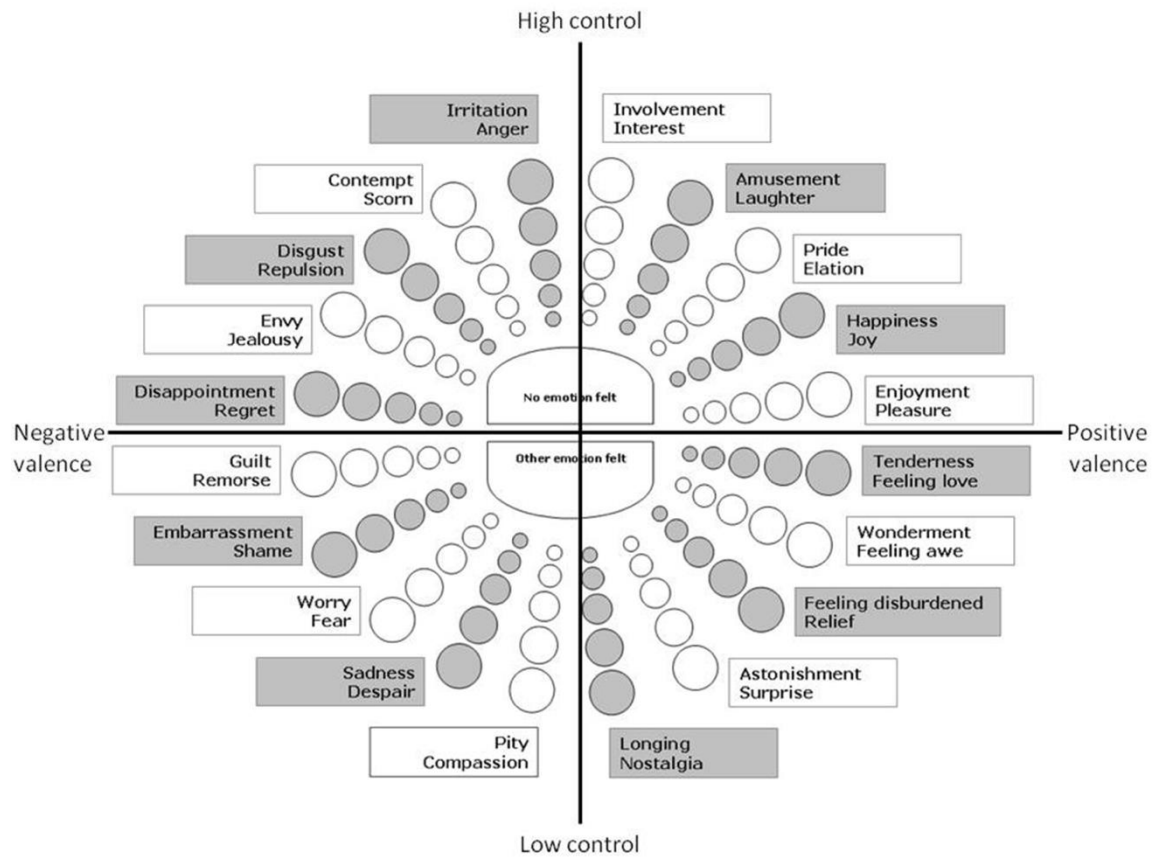 High control
Irritation
Anger
Involvement
Interest
Contempt
Scorn
Amusement
Laughter
Disgust
Repulsion
Pride
Elation
Envy
Jealousy
Happiness
Joy
Disappointment
Regret
No emotion felt
Enjoyment
Pleasure
Negative
valence
Positive
valence
Guilt
Remorse
Other emotion felt
Tenderness
Feeling love
Embarrassment
Shame
Wonderment
Feeling awe
Worry
Fear
Feeling disburdened
Relief
Sadness
Despair
Astonishment
Surprise
Pity
Compassion
Longing
Nostalgia
Low control